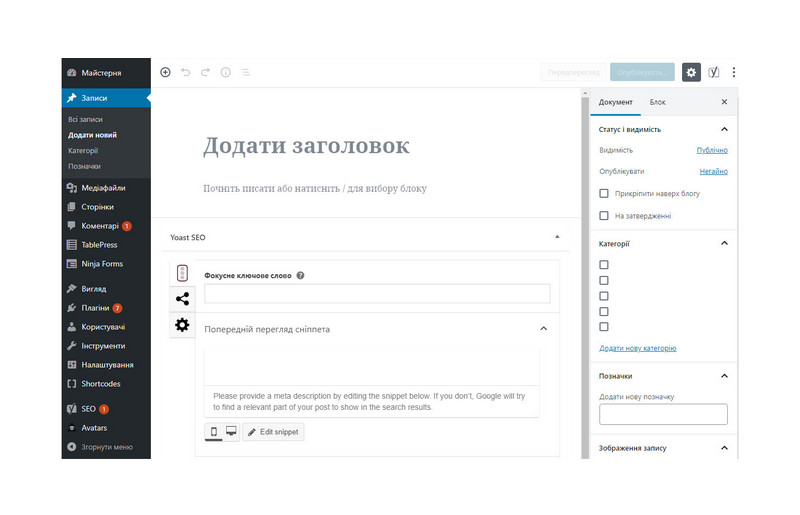 Майстерня
Записи
Всі записи
Додати новий
Категорії
Позначки
Медіафайли
Сторінки
Коментарі 1
TablePress
Ninja Forms
Вигляд
Плагіни 7
Користувачі
Інструменти
Налаштування
Shortcodes
SEO 1
Avatars
Згорнути меню
Попередперегляд
Опублікувати...
Додати заголовок
Почніть писати або натисніть / для вибору блоку
Yoast SEO
Фокусне ключове слово ?
Попередній перегляд сніппета
Please provide a meta description by editing the snippet below. If you don't, Google will try
to find a relevant part of your post to show in the search results.
Edit snippet
Документ Блок
Статус і видимість
Видимість Публічно
Опублікувати Негайно
Прикріпити наверх блогу
На затвердженні
Категорії
Додати нову категорію
Позначки
Додати нову позначку
Зображення запису